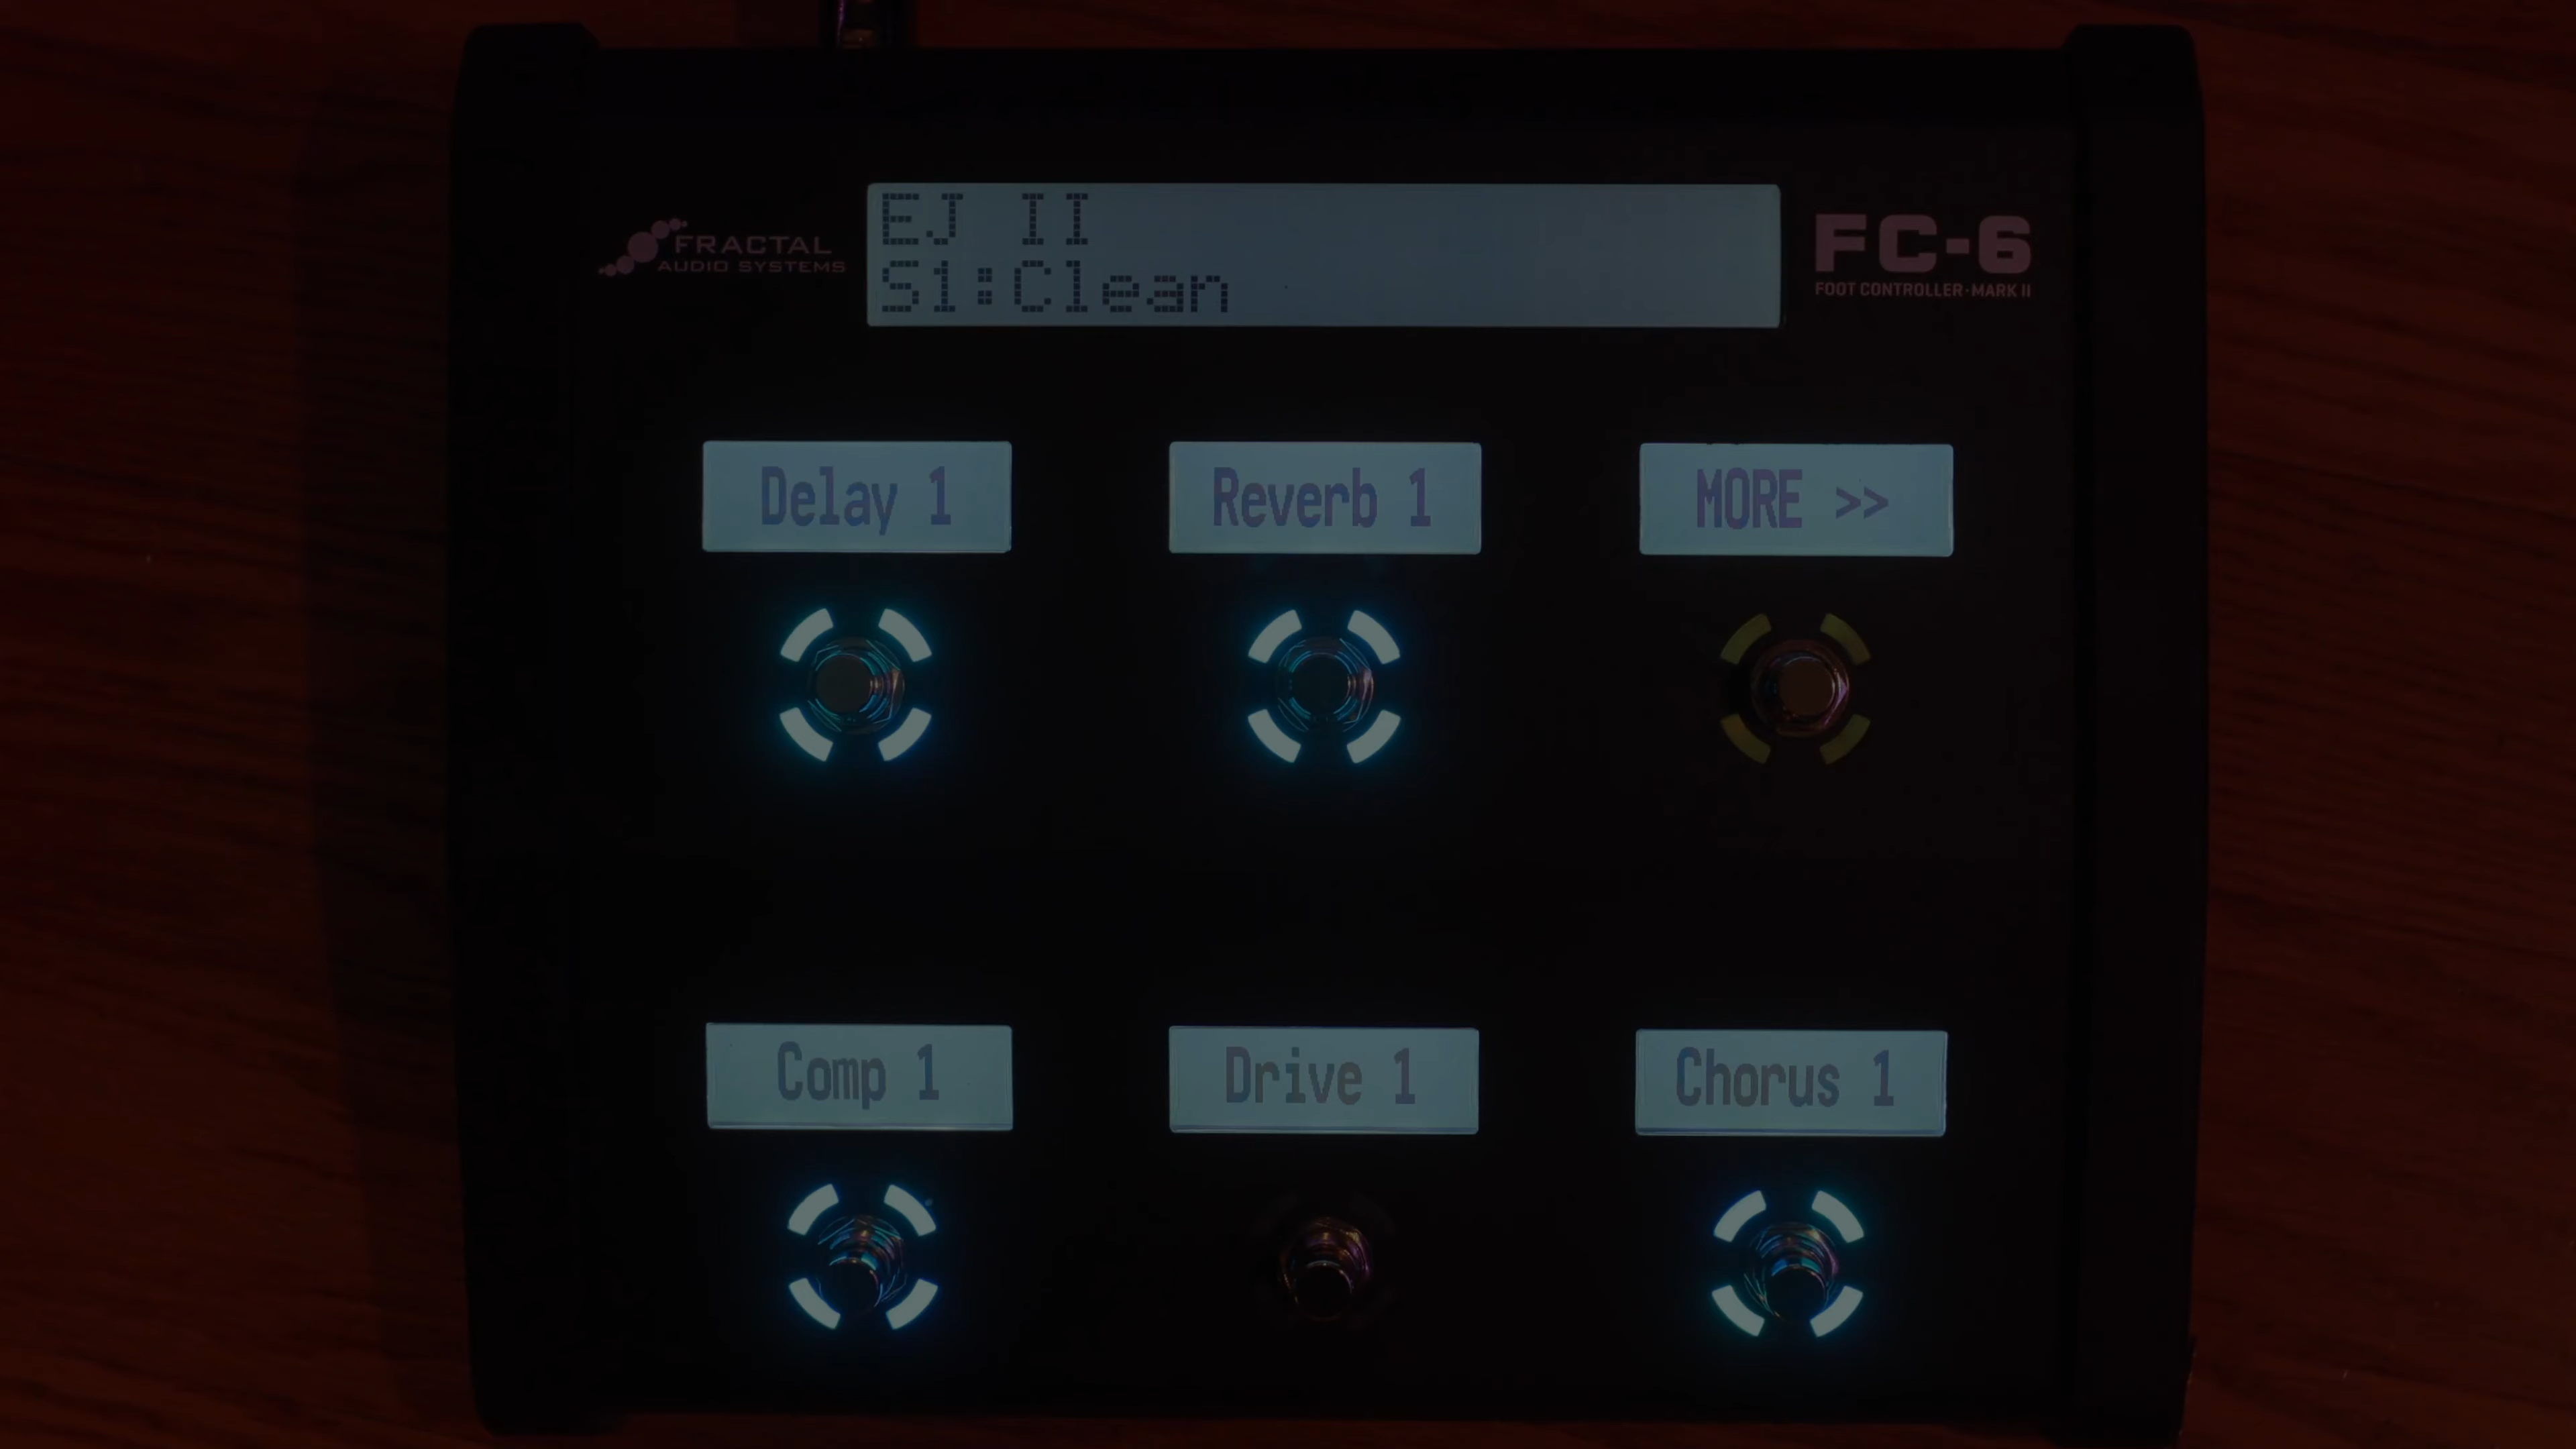 EJ II
S1:Clean
FRACTAL
AUDIO SYSTEMS
FC-6
FOOT CONTROLLER·MARK II
Delay 1
Reverb 1
MORE >>
Comp 1
Drive 1
Chorus 1